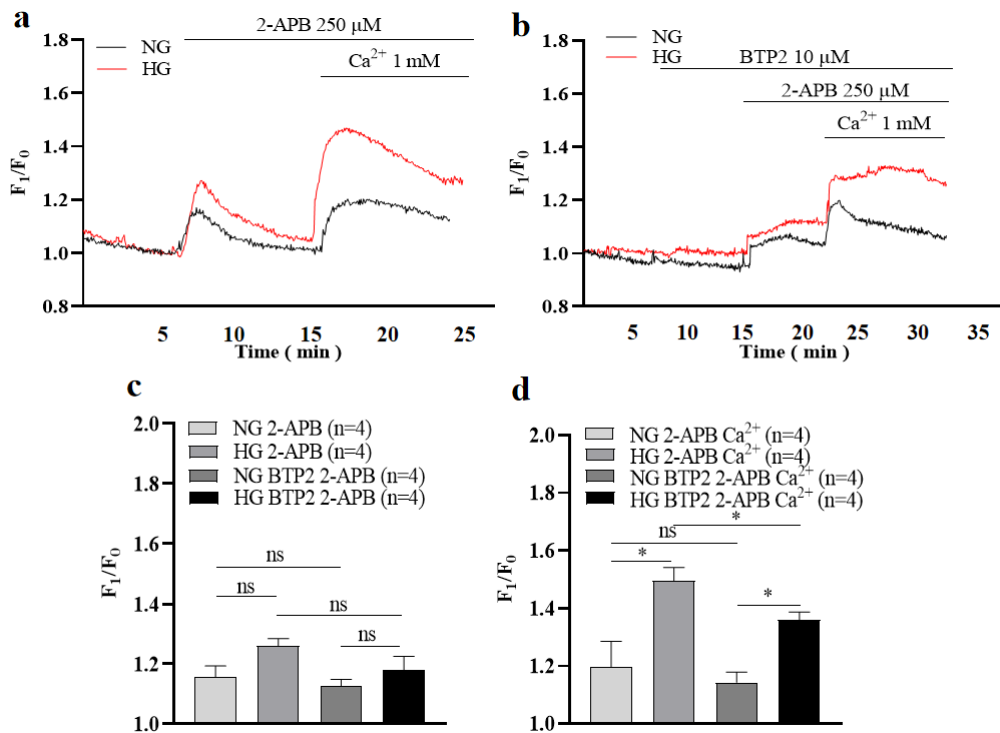 a
2-APB 250 μM
1.8
NG
HG
Ca²⁺ 1 mM
1.6
1.4
1.2
1.0
0.8
F₁/F₀
5 10 15 20 25
Time ( min )
b
1.8
NG
HG
BTP2 10 μM
2-APB 250 μM
Ca²⁺ 1 mM
1.6
1.4
1.2
1.0
0.8
F₁/F₀
5 10 15 20 25 30 35
Time ( min )
c
2.0
1.8
1.6
1.4
1.2
1.0
F₁/F₀
NG 2-APB (n=4)
HG 2-APB (n=4)
NG BTP2 2-APB (n=4)
HG BTP2 2-APB (n=4)
ns
ns
ns
ns
d
2.0
1.8
1.6
1.4
1.2
1.0
F₁/F₀
NG 2-APB Ca²⁺ (n=4)
HG 2-APB Ca²⁺ (n=4)
NG BTP2 2-APB Ca²⁺ (n=4)
HG BTP2 2-APB Ca²⁺ (n=4)
*
ns
*
*